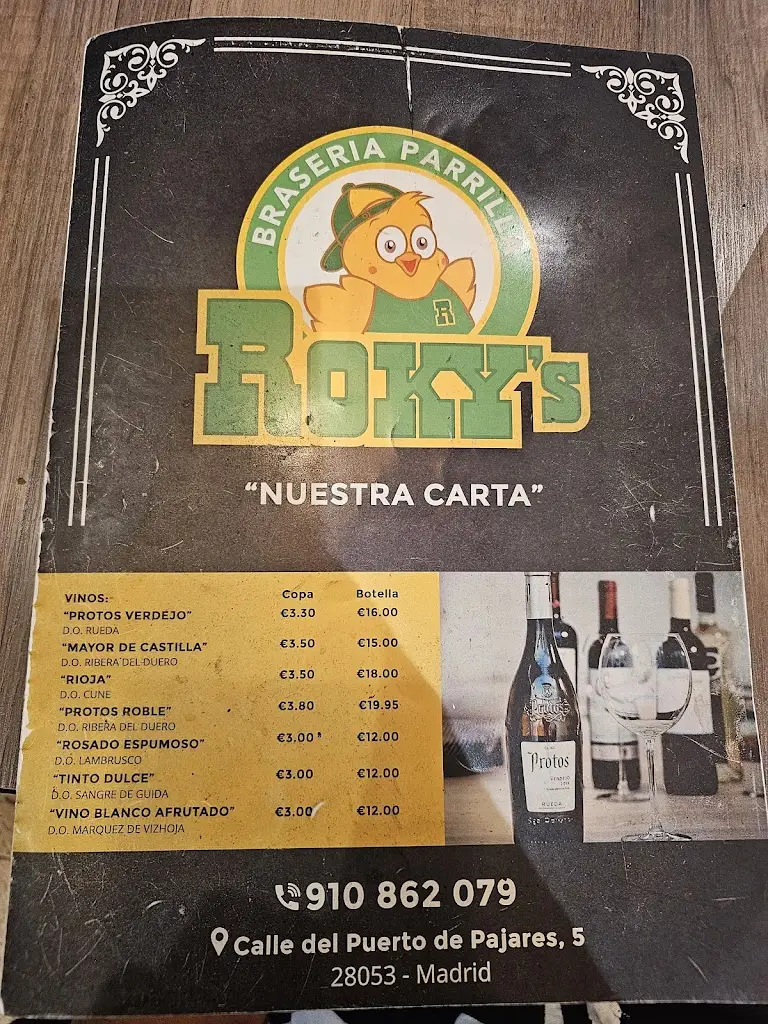 BRASERIA PARRILLA
R
ROKY'S
"NUESTRA CARTA"
VINOS: Copa Botella
"PROTOS VERDEJO" €3.30 €16.00
D.O. RUEDA
"MAYOR DE CASTILLA" €3.50 €15.00
D.O. RIBERA DEL DUERO
"RIOJA" €3.50 €18.00
D.O. CUNE
"PROTOS ROBLE" €3.80 €19.95
D.O. RIBERA DEL DUERO
"ROSADO ESPUMOSO" €3.00 €12.00
D.O. LAMBRUSCO
"TINTO DULCE" €3.00 €12.00
D.O. SANGRE DE GUIDA
"VINO BLANCO AFRUTADO" €3.00 €12.00
D.O. MARQUEZ DE VIZHOJA
Protos
Protos
VERDEJO
RUEDA
910 862 079
Calle del Puerto de Pajares, 5
28053 - Madrid